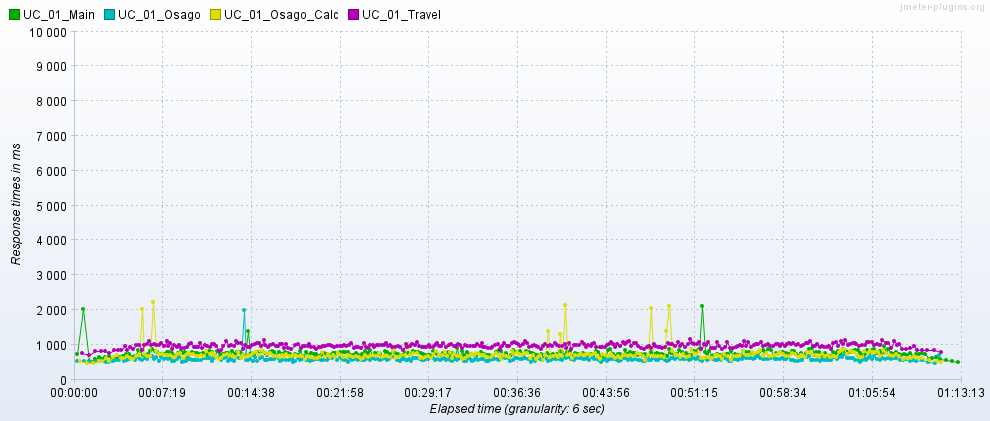 UC_01_Main UC_01_Osago UC_01_Osago_Calc UC_01_Travel
jmeter-plugins.org
10 000
9 000
8 000
7 000
6 000
5 000
4 000
3 000
2 000
1 000
0
Response times in ms
00:00:00 00:07:19 00:14:38 00:21:58 00:29:17 00:36:36 00:43:56 00:51:15 00:58:34 01:05:54 01:13:13
Elapsed time (granularity: 6 sec)